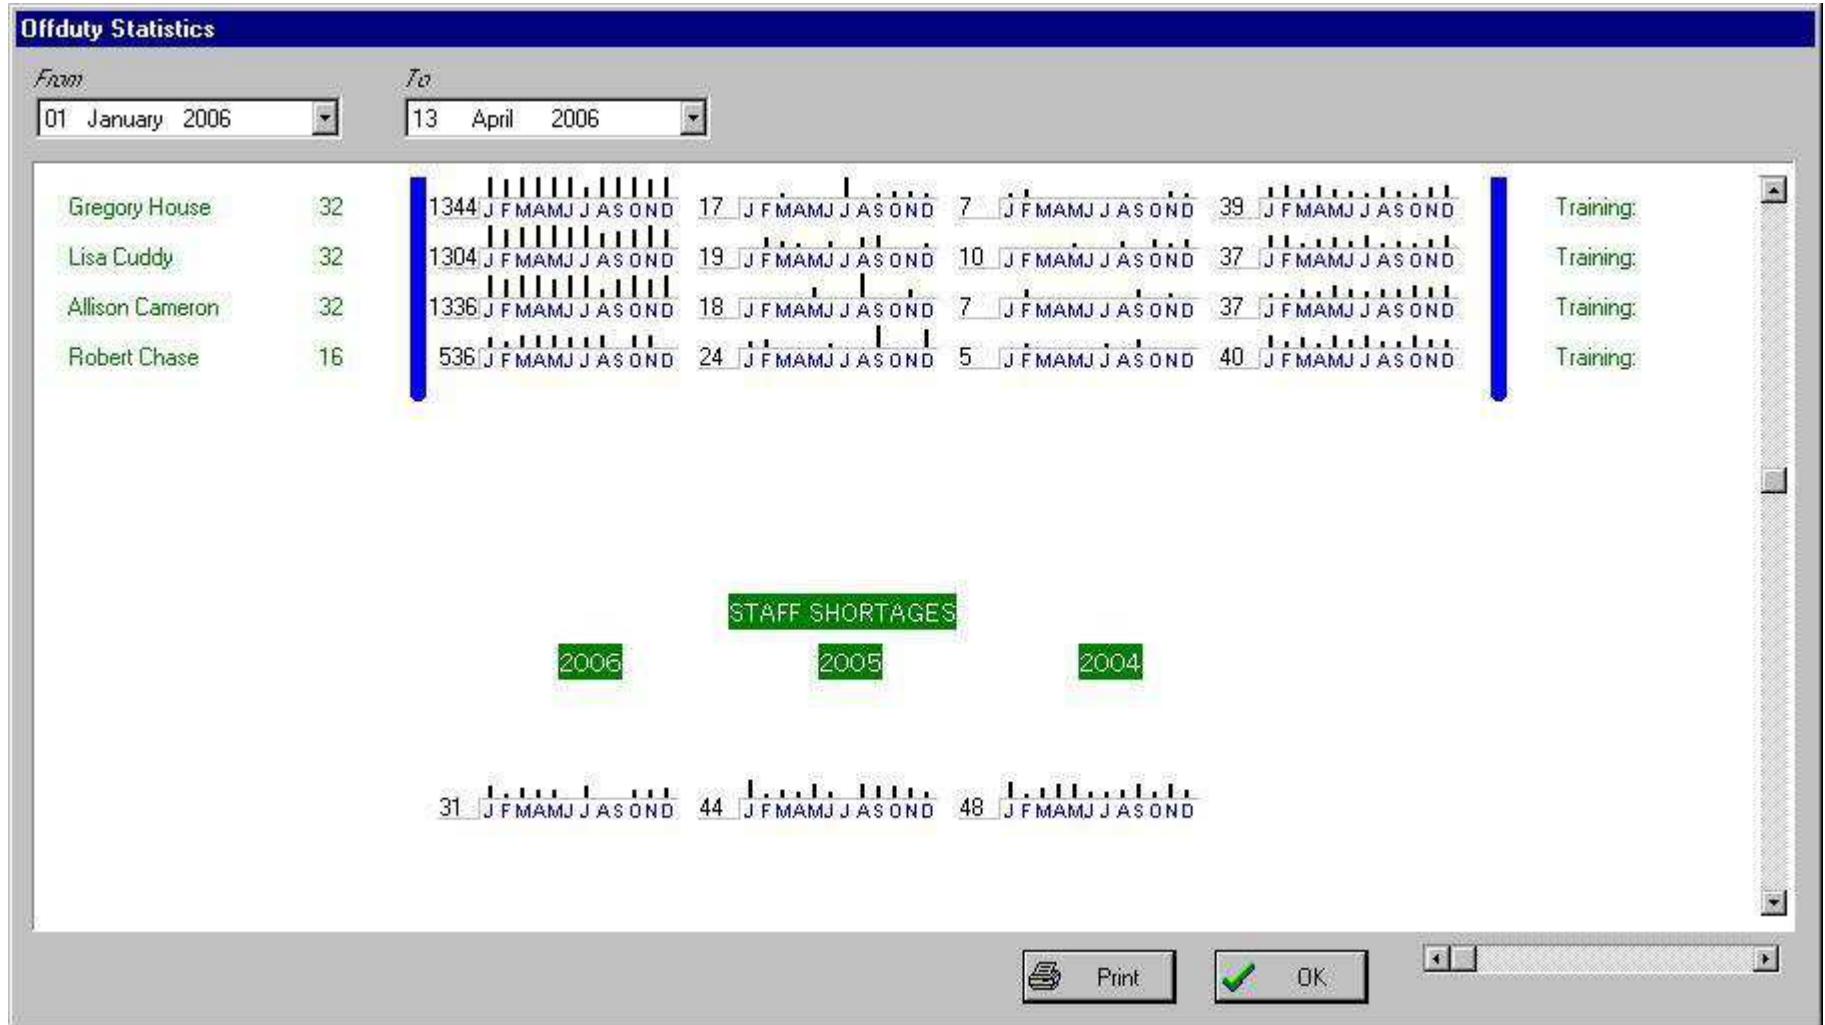 Offduty Statistics
From To
01 January 2006 13 April 2006
Gregory House 32 1344 J F M A M J J A S O N D 17 J F M A M J J A S O N D 7 J F M A M J J A S O N D 39 J F M A M J J A S O N D Training:
Lisa Cuddy 32 1304 J F M A M J J A S O N D 19 J F M A M J J A S O N D 10 J F M A M J J A S O N D 37 J F M A M J J A S O N D Training:
Allison Cameron 32 1336 J F M A M J J A S O N D 18 J F M A M J J A S O N D 7 J F M A M J J A S O N D 37 J F M A M J J A S O N D Training:
Robert Chase 16 536 J F M A M J J A S O N D 24 J F M A M J J A S O N D 5 J F M A M J J A S O N D 40 J F M A M J J A S O N D Training:
STAFF SHORTAGES
2006 2005 2004
31 J F M A M J J A S O N D 44 J F M A M J J A S O N D 48 J F M A M J J A S O N D
Print OK